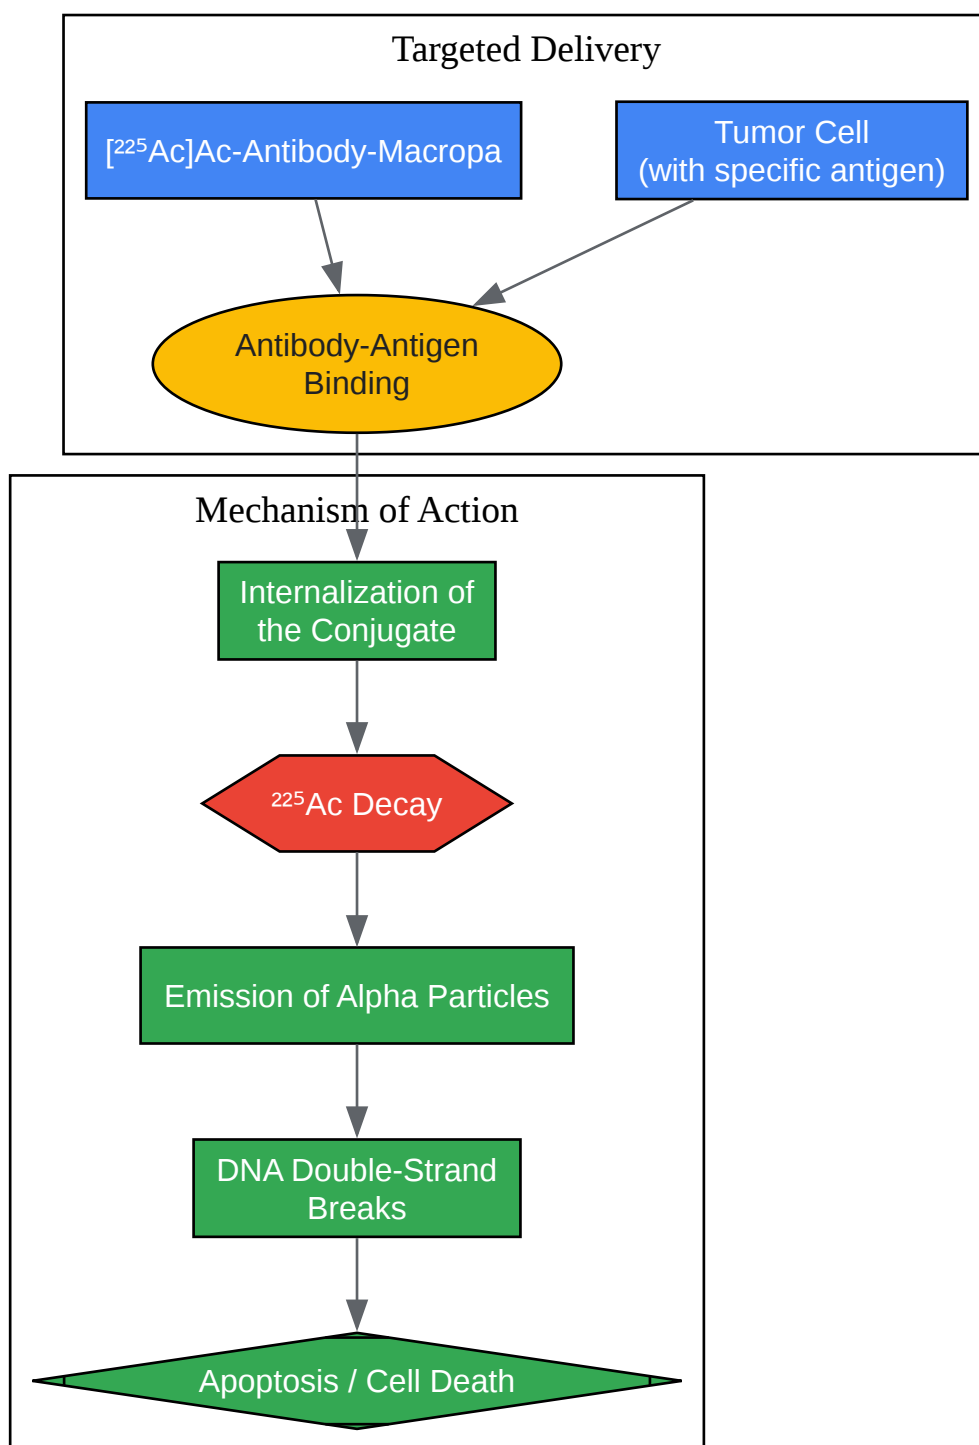 Targeted Delivery
[²²⁵Ac]Ac-Antibody-Macropa
Tumor Cell
(with specific antigen)
Antibody-Antigen
Binding
Mechanism of Action
Internalization of
the Conjugate
²²⁵Ac Decay
Emission of Alpha Particles
DNA Double-Strand
Breaks
Apoptosis / Cell Death